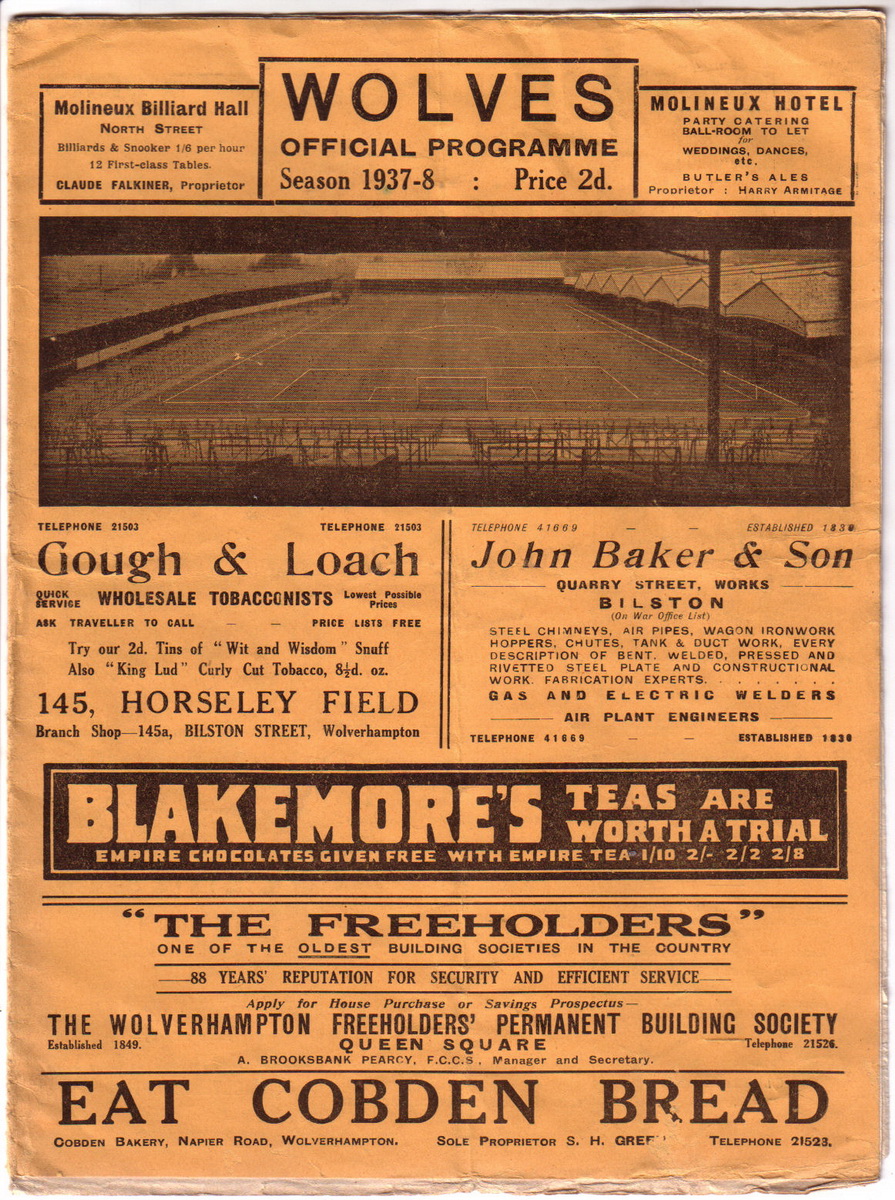 Molineux Billiard Hall
NORTH STREET
Billiards & Snooker 1/6 per hour
12 First-class Tables.
CLAUDE FALKINER, Proprietor
WOLVES
OFFICIAL PROGRAMME
Season 1937-8 : Price 2d.
MOLINEUX HOTEL
PARTY CATERING
BALL-ROOM TO LET
for
WEDDINGS, DANCES,
etc.
BUTLER'S ALES
Proprietor : HARRY ARMITAGE
TELEPHONE 21503 TELEPHONE 21503
Gough & Loach
QUICK SERVICE WHOLESALE TOBACCONISTS Lowest Possible Prices
ASK TRAVELLER TO CALL — — PRICE LISTS FREE
Try our 2d. Tins of "Wit and Wisdom" Snuff
Also "King Lud" Curly Cut Tobacco, 8½d. oz.
145, HORSELEY FIELD
Branch Shop—145a, BILSTON STREET, Wolverhampton
TELEPHONE 41669 — — ESTABLISHED 1830
John Baker & Son
QUARRY STREET, WORKS
BILSTON
(On War Office List)
STEEL CHIMNEYS, AIR PIPES, WAGON IRONWORK
HOPPERS, CHUTES, TANK & DUCT WORK, EVERY
DESCRIPTION OF BENT, WELDED, PRESSED AND
RIVETTED STEEL PLATE AND CONSTRUCTIONAL
WORK. FABRICATION EXPERTS. . . . . . . .
GAS AND ELECTRIC WELDERS
AIR PLANT ENGINEERS
TELEPHONE 41669 — — ESTABLISHED 1830
BLAKEMORE'S TEAS ARE
WORTH A TRIAL
EMPIRE CHOCOLATES GIVEN FREE WITH EMPIRE TEA 1/10 2/- 2/2 2/8
"THE FREEHOLDERS"
ONE OF THE OLDEST BUILDING SOCIETIES IN THE COUNTRY
88 YEARS' REPUTATION FOR SECURITY AND EFFICIENT SERVICE
Apply for House Purchase or Savings Prospectus—
THE WOLVERHAMPTON FREEHOLDERS' PERMANENT BUILDING SOCIETY
Established 1849. QUEEN SQUARE Telephone 21526.
A. BROOKSBANK PEARCY, F.C.C.S., Manager and Secretary.
EAT COBDEN BREAD
COBDEN BAKERY, NAPIER ROAD, WOLVERHAMPTON. SOLE PROPRIETOR S. H. TELEPHONE 21523.